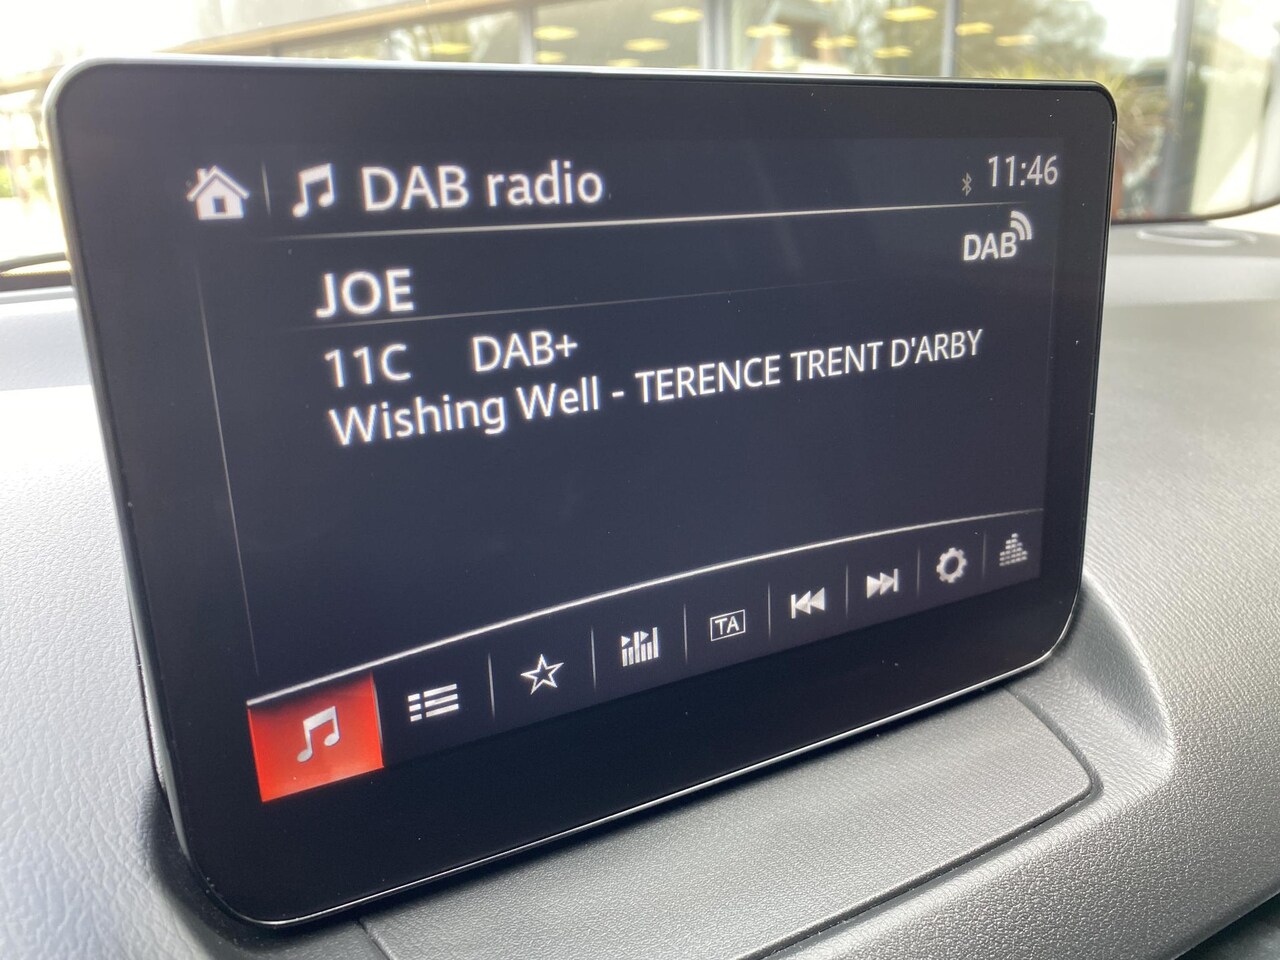 DAB radio
11:46
DAB
JOE
11C DAB+
Wishing Well - TERENCE TRENT D'ARBY
TA